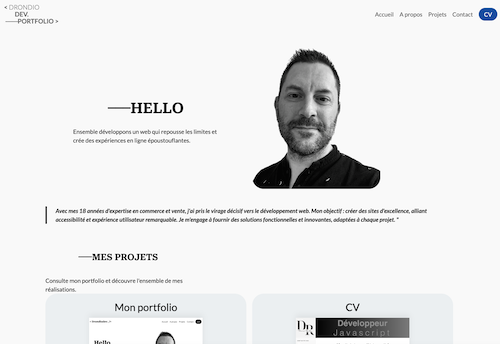 < DRONDIO
DEV.
PORTFOLIO >
Accueil A propos Projets Contact CV
HELLO
Ensemble développons un web qui repousse les limites et
crée des expériences en ligne époustouflantes.
Avec mes 18 années d'expertise en commerce et vente, j'ai pris le virage décisif vers le développement web. Mon objectif : créer des sites d'excellence, alliant
accessibilité et expérience utilisateur remarquable. Je m'engage à fournir des solutions fonctionnelles et innovantes, adaptées à chaque projet. "
MES PROJETS
Consulte mon portfolio et découvre l'ensemble de mes
réalisations.
Mon portfolio
CV
Hello
DR
Développeur
Javascript